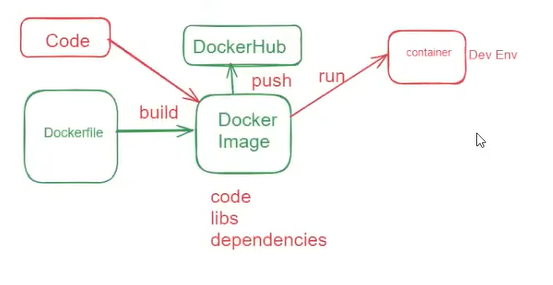 Code
DockerHub
container
Dev Env
push
run
build
Dockerfile
Docker
Image
code
libs
dependencies